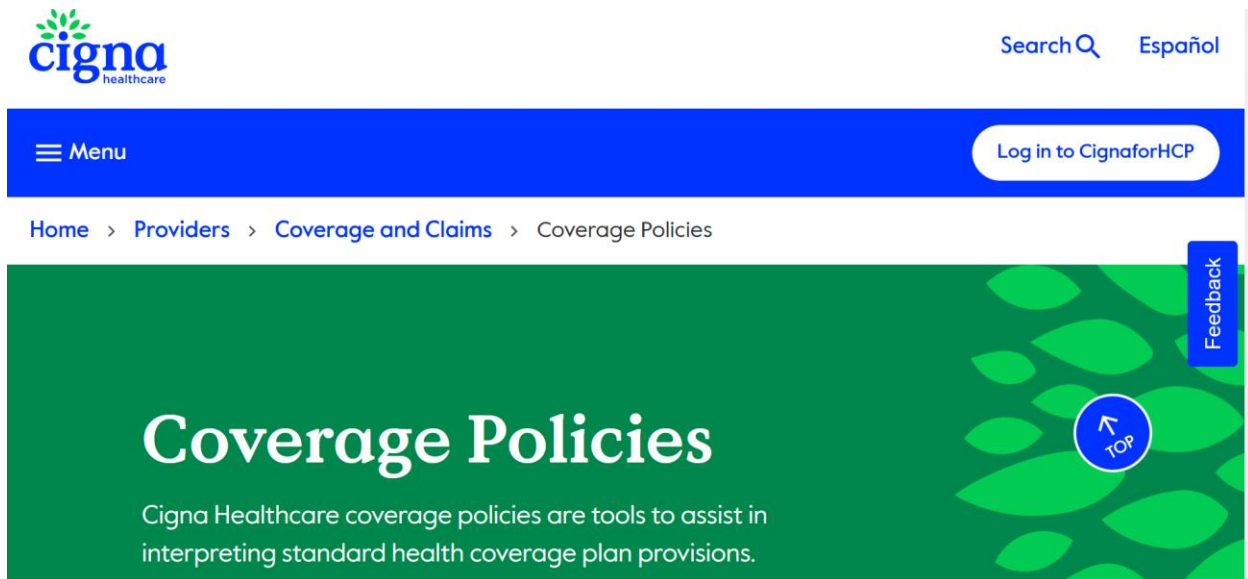 cigna
healthcare
Search Español
Menu
Log in to CignaforHCP
Home > Providers > Coverage and Claims > Coverage Policies
Feedback
Coverage Policies
TOP
Cigna Healthcare coverage policies are tools to assist in
interpreting standard health coverage plan provisions.